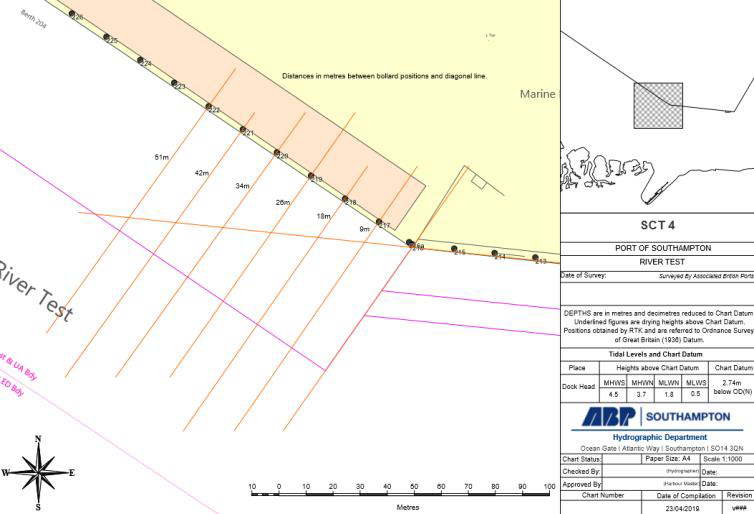 Berth 204
226
225
224
223
222
221
220
219
218
217
216
215
214
213
Distances in metres between bollard positions and diagonal line.
Marine
51m
42m
34m
26m
18m
9m
River Test
st & UA Bdy
ED Bdy
N
W E
S
10 0 10 20 30 40 50 60 70 80 90 100
Metres
SCT 4
PORT OF SOUTHAMPTON
RIVER TEST
Date of Survey: Surveyed By Associated British Ports
DEPTHS are in metres and decimetres reduced to Chart Datum
Underlined figures are drying heights above Chart Datum.
Positions obtained by RTK and are referred to Ordnance Survey
of Great Britain (1936) Datum.
Tidal Levels and Chart Datum
Place Heights above Chart Datum Chart Datum
Dock Head MHWS MHWN MLWN MLWS 2.74m
4.5 3.7 1.8 0.5 below OD(N)
ABP SOUTHAMPTON
Hydrographic Department
Ocean Gate | Atlantic Way | Southampton | SO14 3QN
Chart Status: Paper Size: A4 Scale 1:1000
Checked By: (Hydrographer) Date:
Approved By: (Harbour Master) Date:
Chart Number Date of Compilation Revision
23/04/2019 v###